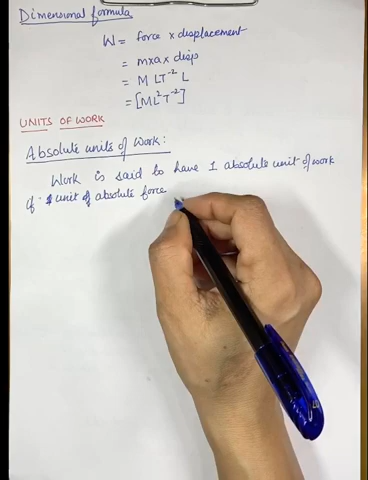 Dimensional formula
W = force x displacement
= m x a x disp
= M LT⁻² L
= [ML²T⁻²]
UNITS OF WORK
Absolute units of Work:
Work is said to have 1 absolute unit of work
if unit of absolute force